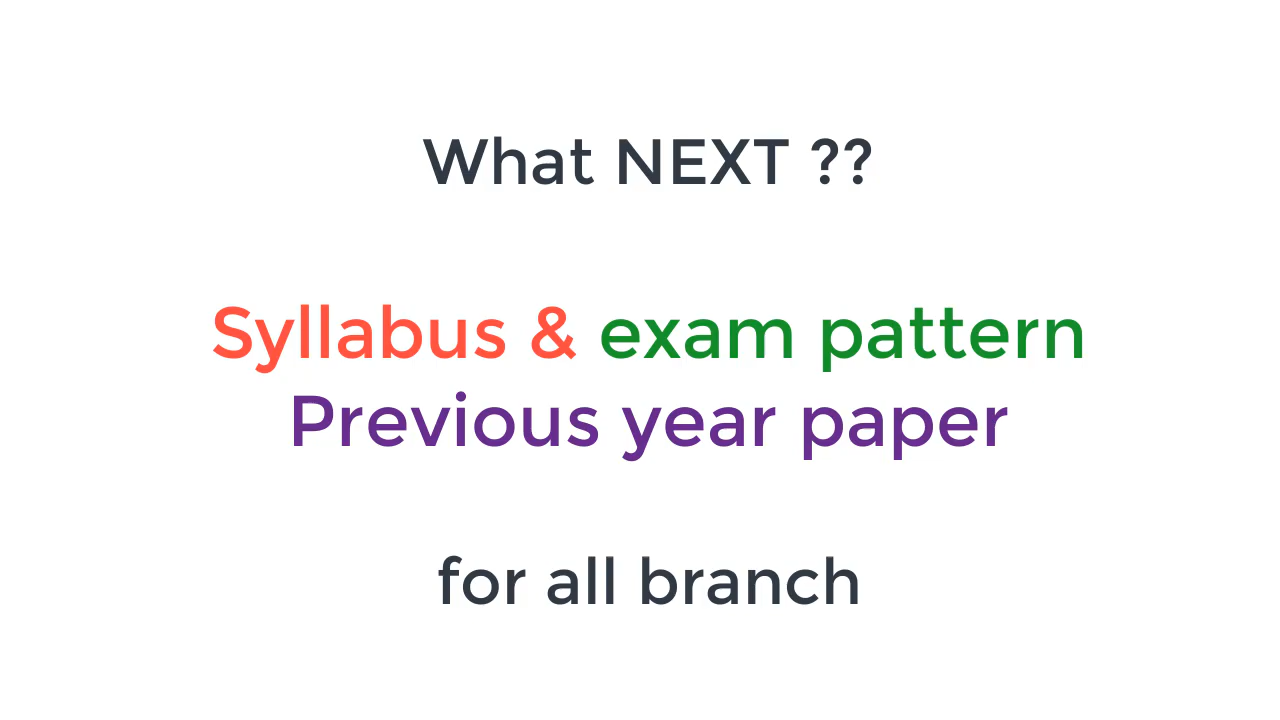 What NEXT ??
Syllabus & exam pattern
Previous year paper
for all branch